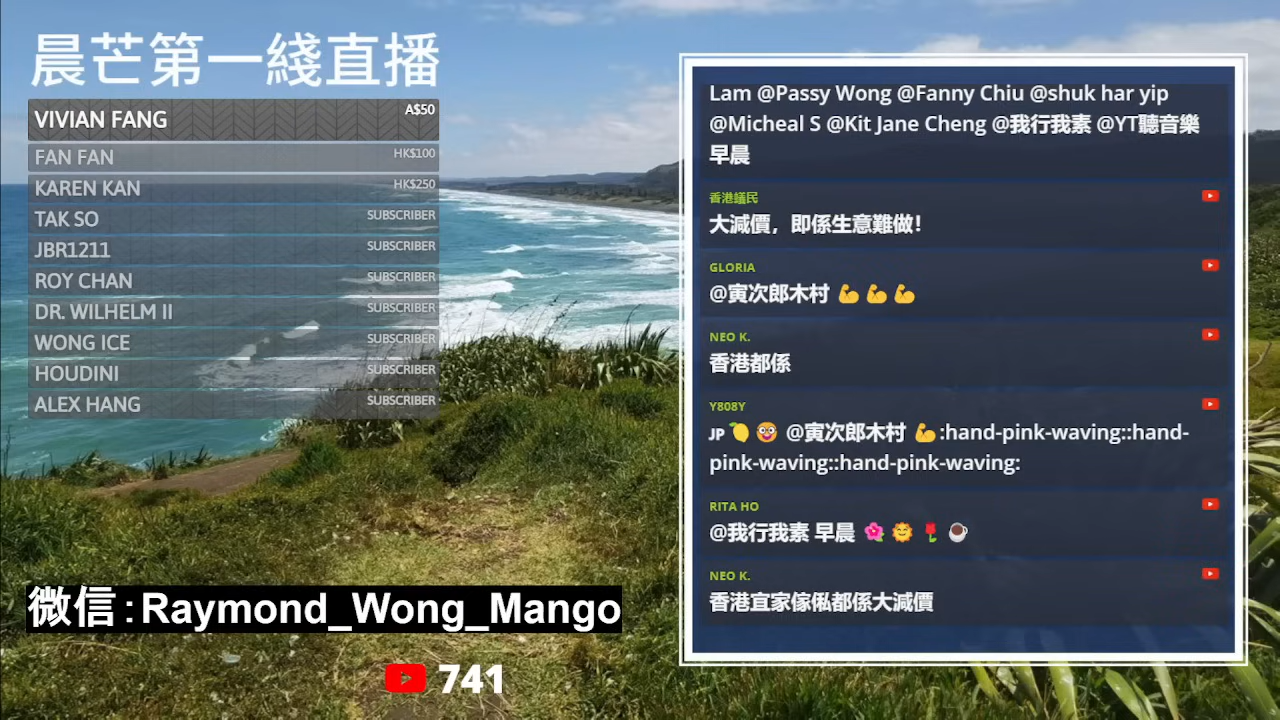 晨芒第一綫直播
VIVIAN FANG A$50
FAN FAN HK$100
KAREN KAN HK$250
TAK SO SUBSCRIBER
JBR1211 SUBSCRIBER
ROY CHAN SUBSCRIBER
DR. WILHELM II SUBSCRIBER
WONG ICE SUBSCRIBER
HOUDINI SUBSCRIBER
ALEX HANG SUBSCRIBER
微信:Raymond_Wong_Mango
741
Lam @Passy Wong @Fanny Chiu @shuk har yip
@Micheal S @Kit Jane Cheng @我行我素 @YT聽音樂
早晨
香港蟻民
大減價，即係生意難做！
GLORIA
@寅次郎木村 💪 💪 💪
NEO K.
香港都係
Y808Y
JP 🍋 🤡 @寅次郎木村 💪:hand-pink-waving::hand-
pink-waving::hand-pink-waving:
RITA HO
@我行我素 早晨 🌺 🌞 🌷 ☕
NEO K.
香港宜家傢俬都係大減價